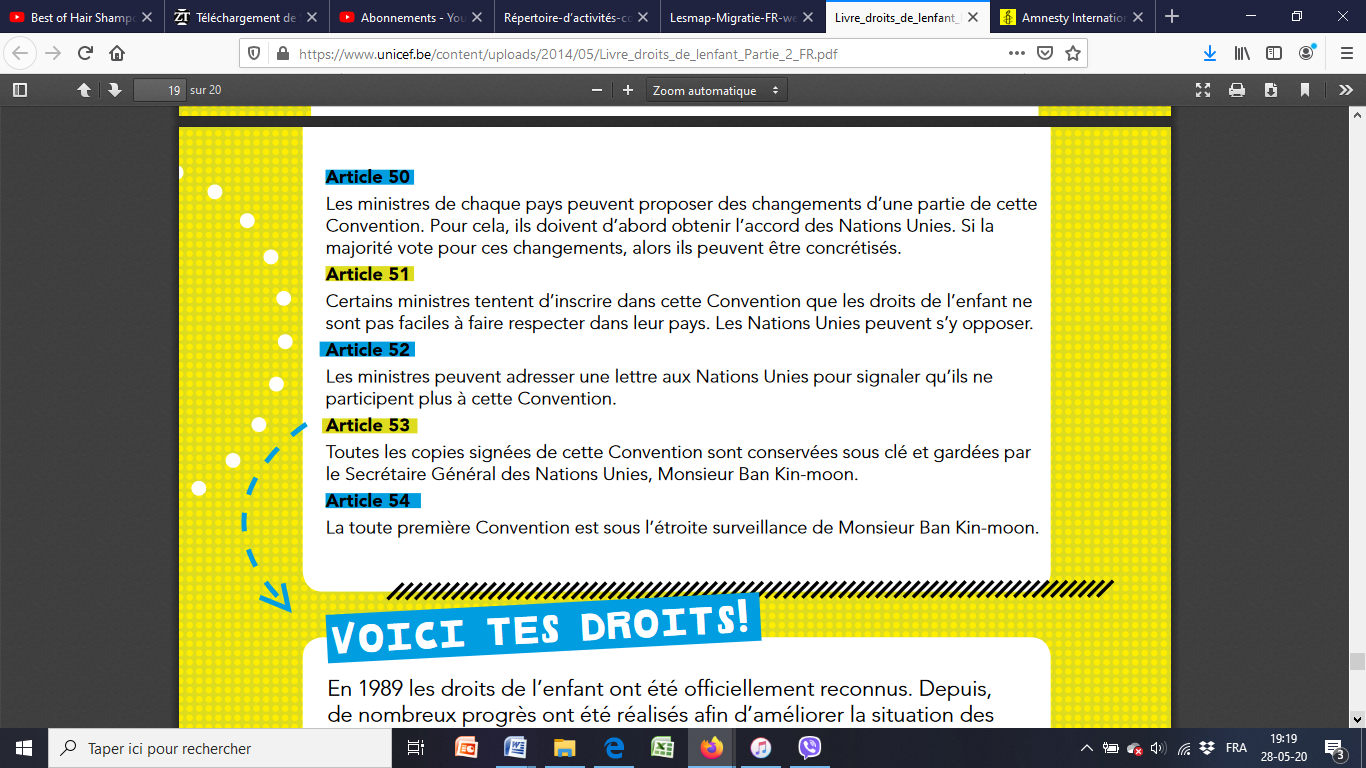 Best of Hair Shampo
Téléchargement de
Abonnements - You
Répertoire-d'activités-co
Lesmap-Migratie-FR-we
Livre_droits_de_lenfant_
Amnesty Internation
https://www.unicef.be/content/uploads/2014/05/Livre_droits_de_lenfant_Partie_2_FR.pdf
19 sur 20
Zoom automatique
Article 50
Les ministres de chaque pays peuvent proposer des changements d'une partie de cette
Convention. Pour cela, ils doivent d'abord obtenir l'accord des Nations Unies. Si la
majorité vote pour ces changements, alors ils peuvent être concrétisés.
Article 51
Certains ministres tentent d'inscrire dans cette Convention que les droits de l'enfant ne
sont pas faciles à faire respecter dans leur pays. Les Nations Unies peuvent s'y opposer.
Article 52
Les ministres peuvent adresser une lettre aux Nations Unies pour signaler qu'ils ne
participent plus à cette Convention.
Article 53
Toutes les copies signées de cette Convention sont conservées sous clé et gardées par
le Secrétaire Général des Nations Unies, Monsieur Ban Kin-moon.
Article 54
La toute première Convention est sous l'étroite surveillance de Monsieur Ban Kin-moon.
VOICI TES DROITS!
En 1989 les droits de l'enfant ont été officiellement reconnus. Depuis,
de nombreux progrès ont été réalisés afin d'améliorer la situation des
Taper ici pour rechercher
FRA
19:19
28-05-20
3